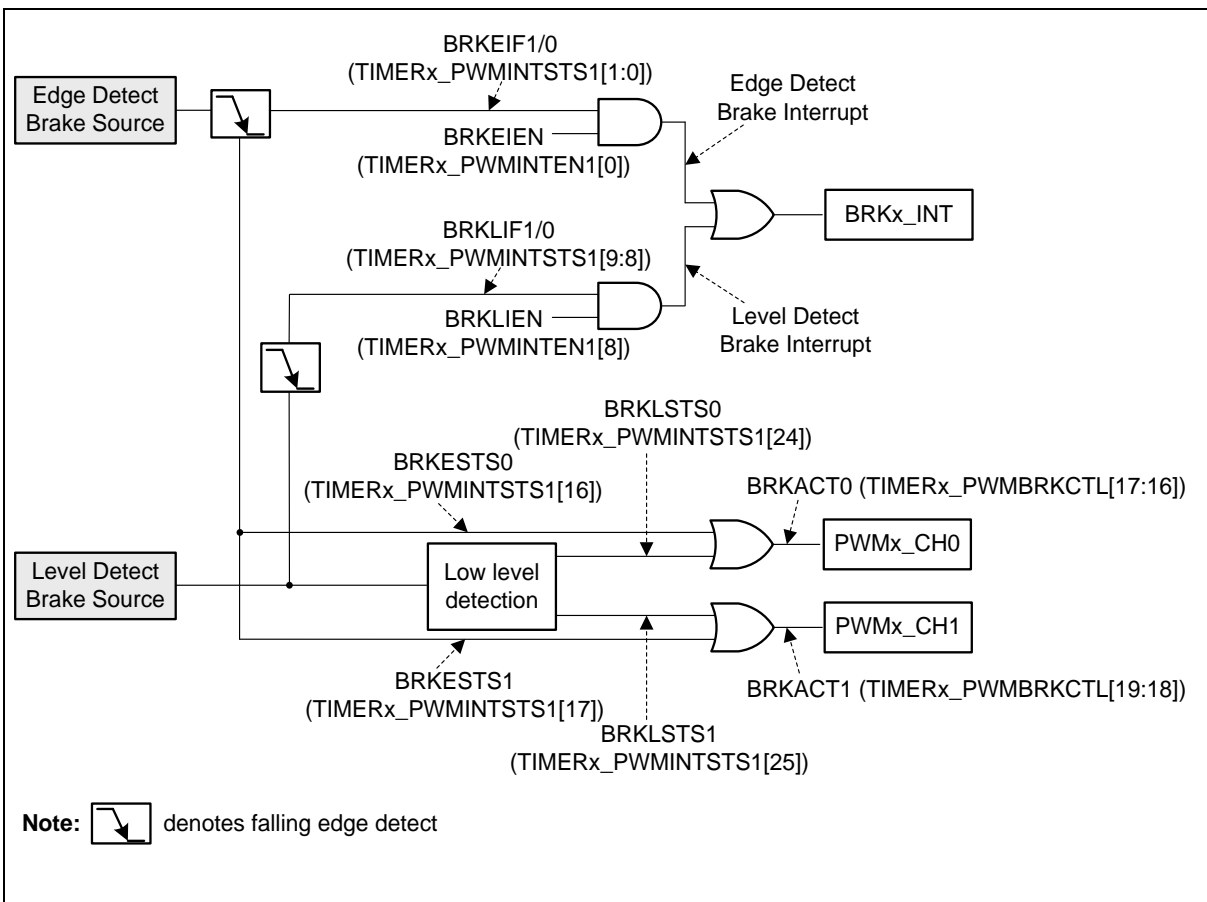 BRKEIF1/0
(TIMERx_PWMINTSTS1[1:0])
Edge Detect
Brake Source
Edge Detect
Brake Interrupt
BRKEIEN
(TIMERx_PWMINTEN1[0])
BRKx_INT
BRKLIF1/0
(TIMERx_PWMINTSTS1[9:8])
BRKLIEN
(TIMERx_PWMINTEN1[8])
Level Detect
Brake Interrupt
BRKLSTS0
(TIMERx_PWMINTSTS1[24])
BRKESTS0
(TIMERx_PWMINTSTS1[16])
BRKACT0 (TIMERx_PWMBRKCTL[17:16])
PWMx_CH0
Level Detect
Brake Source
Low level
detection
PWMx_CH1
BRKESTS1
(TIMERx_PWMINTSTS1[17])
BRKACT1 (TIMERx_PWMBRKCTL[19:18])
BRKLSTS1
(TIMERx_PWMINTSTS1[25])
Note: denotes falling edge detect